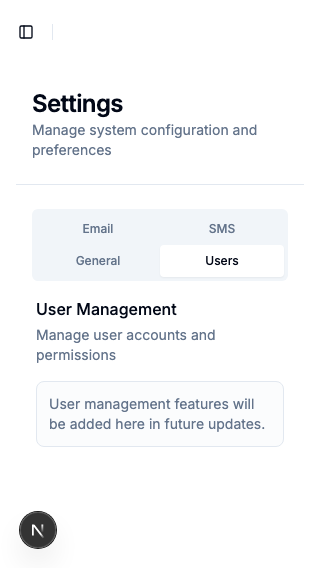 Settings
Manage system configuration and
preferences
Email
SMS
General
Users
User Management
Manage user accounts and
permissions
User management features will
be added here in future updates.
N